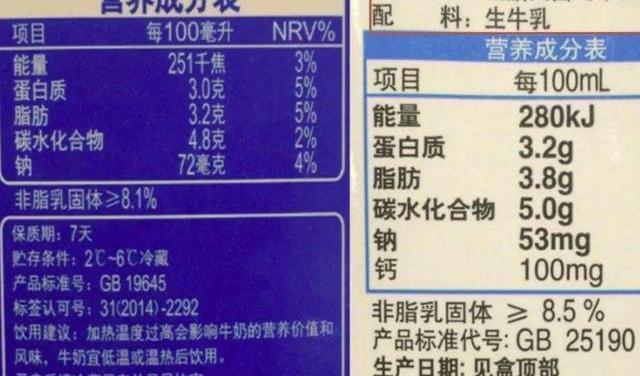 营养成分表
项目 每100毫升 NRV%
能量 251千焦 3%
蛋白质 3.0克 5%
脂肪 3.2克 5%
碳水化合物 4.8克 2%
钠 72毫克 4%
非脂乳固体≥8.1%
保质期：7天
贮存条件：2℃~6℃冷藏
产品标准号：GB 19645
标签认可号：31(2014)-2292
饮用建议：加热温度过高会影响牛奶的营养价值和
风味，牛奶宜低温或温热后饮用。
配 料：生牛乳
营养成分表
项目 每100mL
能量 280kJ
蛋白质 3.2g
脂肪 3.8g
碳水化合物 5.0g
钠 53mg
钙 100mg
非脂乳固体 ≥ 8.5%
产品标准代号：GB 25190
生产日期：见盒顶部